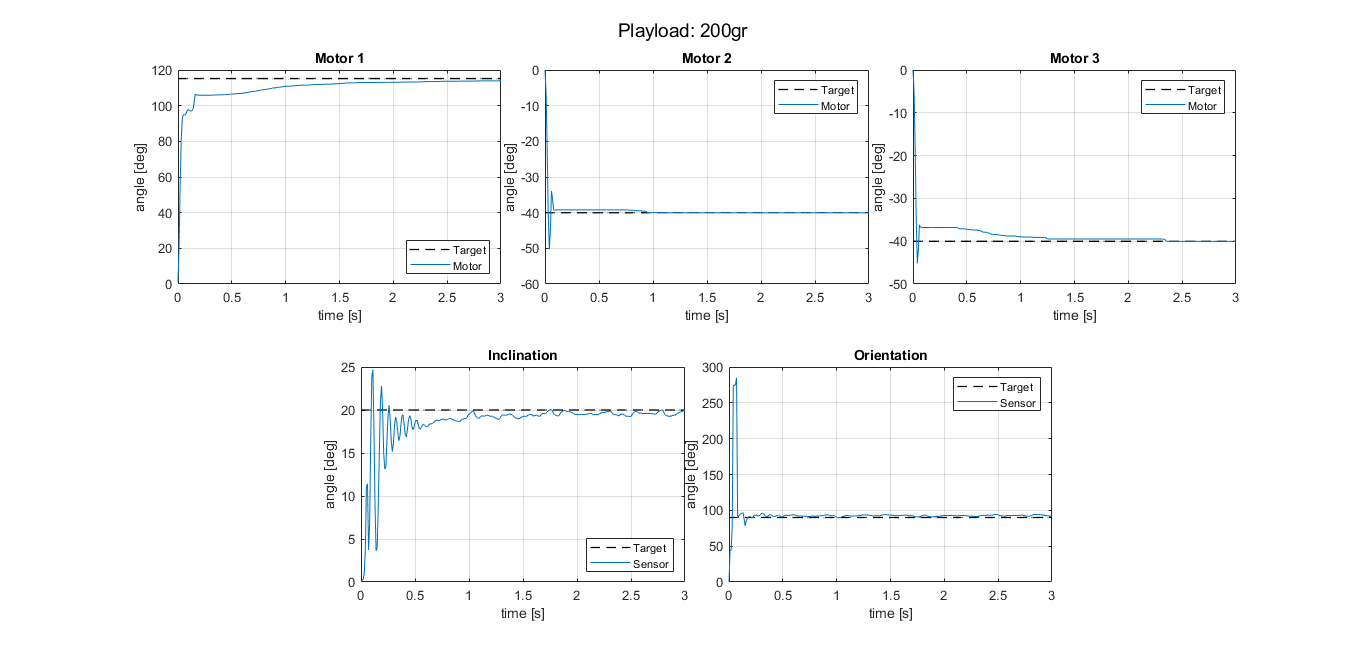 Playload: 200gr
Motor 1
120
100
80
60
40
20
0
angle [deg]
0 0.5 1 1.5 2 2.5 3
time [s]
Target
Motor
Motor 2
0
-10
-20
-30
-40
-50
-60
angle [deg]
0 0.5 1 1.5 2 2.5 3
time [s]
Target
Motor
Motor 3
0
-10
-20
-30
-40
-50
angle [deg]
0 0.5 1 1.5 2 2.5 3
time [s]
Target
Motor
Inclination
25
20
15
10
5
0
angle [deg]
0 0.5 1 1.5 2 2.5 3
time [s]
Target
Sensor
Orientation
300
250
200
150
100
50
0
angle [deg]
0 0.5 1 1.5 2 2.5 3
time [s]
Target
Sensor